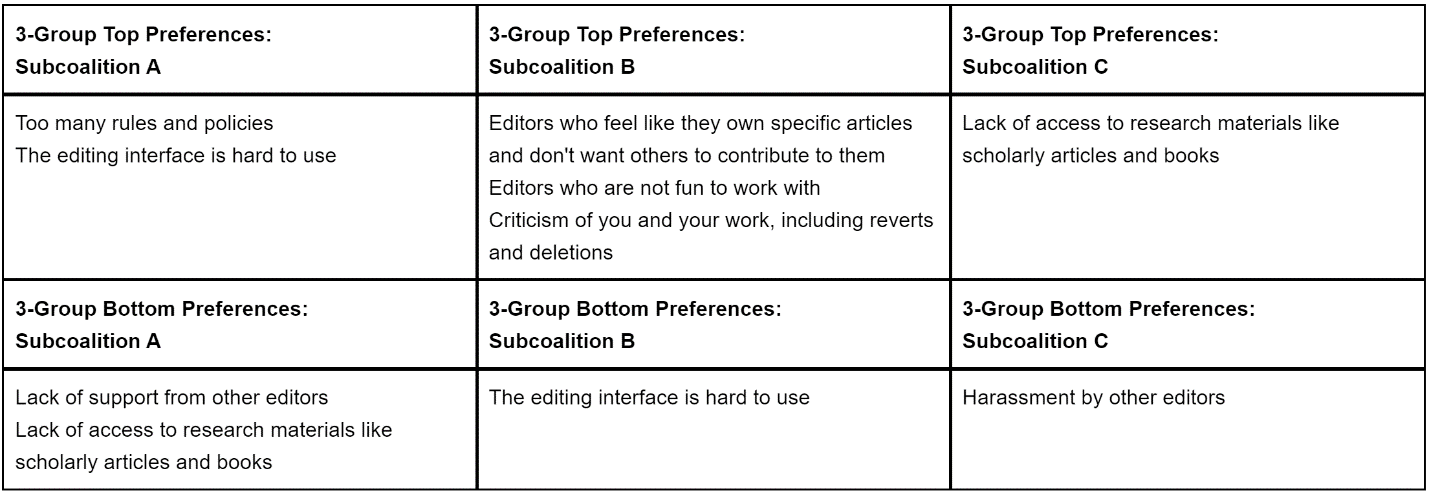 3-Group Top Preferences:
Subcoalition A
3-Group Top Preferences:
Subcoalition B
3-Group Top Preferences:
Subcoalition C
Too many rules and policies
The editing interface is hard to use
Editors who feel like they own specific articles
and don't want others to contribute to them
Editors who are not fun to work with
Criticism of you and your work, including reverts
and deletions
Lack of access to research materials like
scholarly articles and books
3-Group Bottom Preferences:
Subcoalition A
3-Group Bottom Preferences:
Subcoalition B
3-Group Bottom Preferences:
Subcoalition C
Lack of support from other editors
Lack of access to research materials like
scholarly articles and books
The editing interface is hard to use
Harassment by other editors